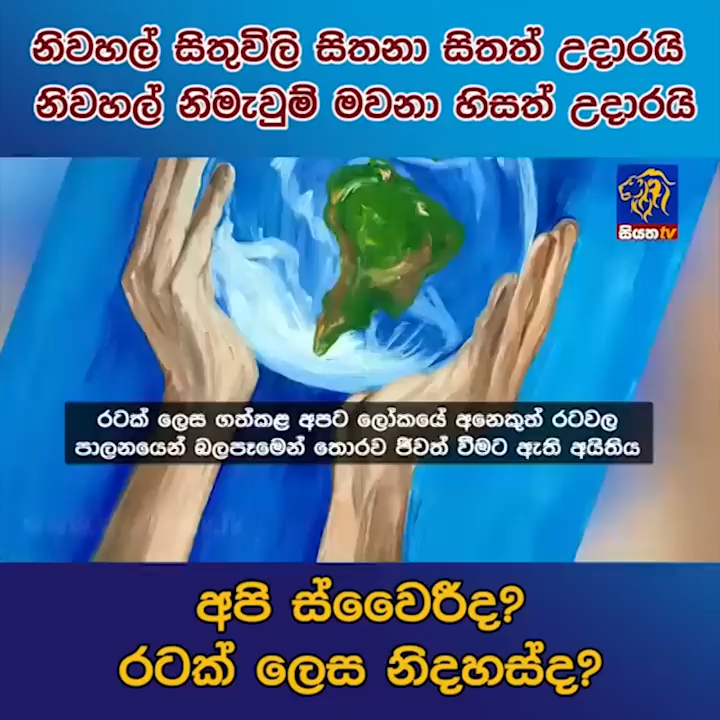 නිවහල් සිතුවිලි සිතනා සිතත් උදාරයි
නිවහල් නිමැවුම් මවනා හිසත් උදාරයි
සියත tv
රටක් ලෙස ගත්කළ අපට ලෝකයේ අනෙකුත් රටවල
පාලනයෙන් බලපෑමෙන් තොරව ජීවත් වීමට ඇති අයිතිය
අපි ස්වෛරීද?
රටක් ලෙස නිදහස්ද?